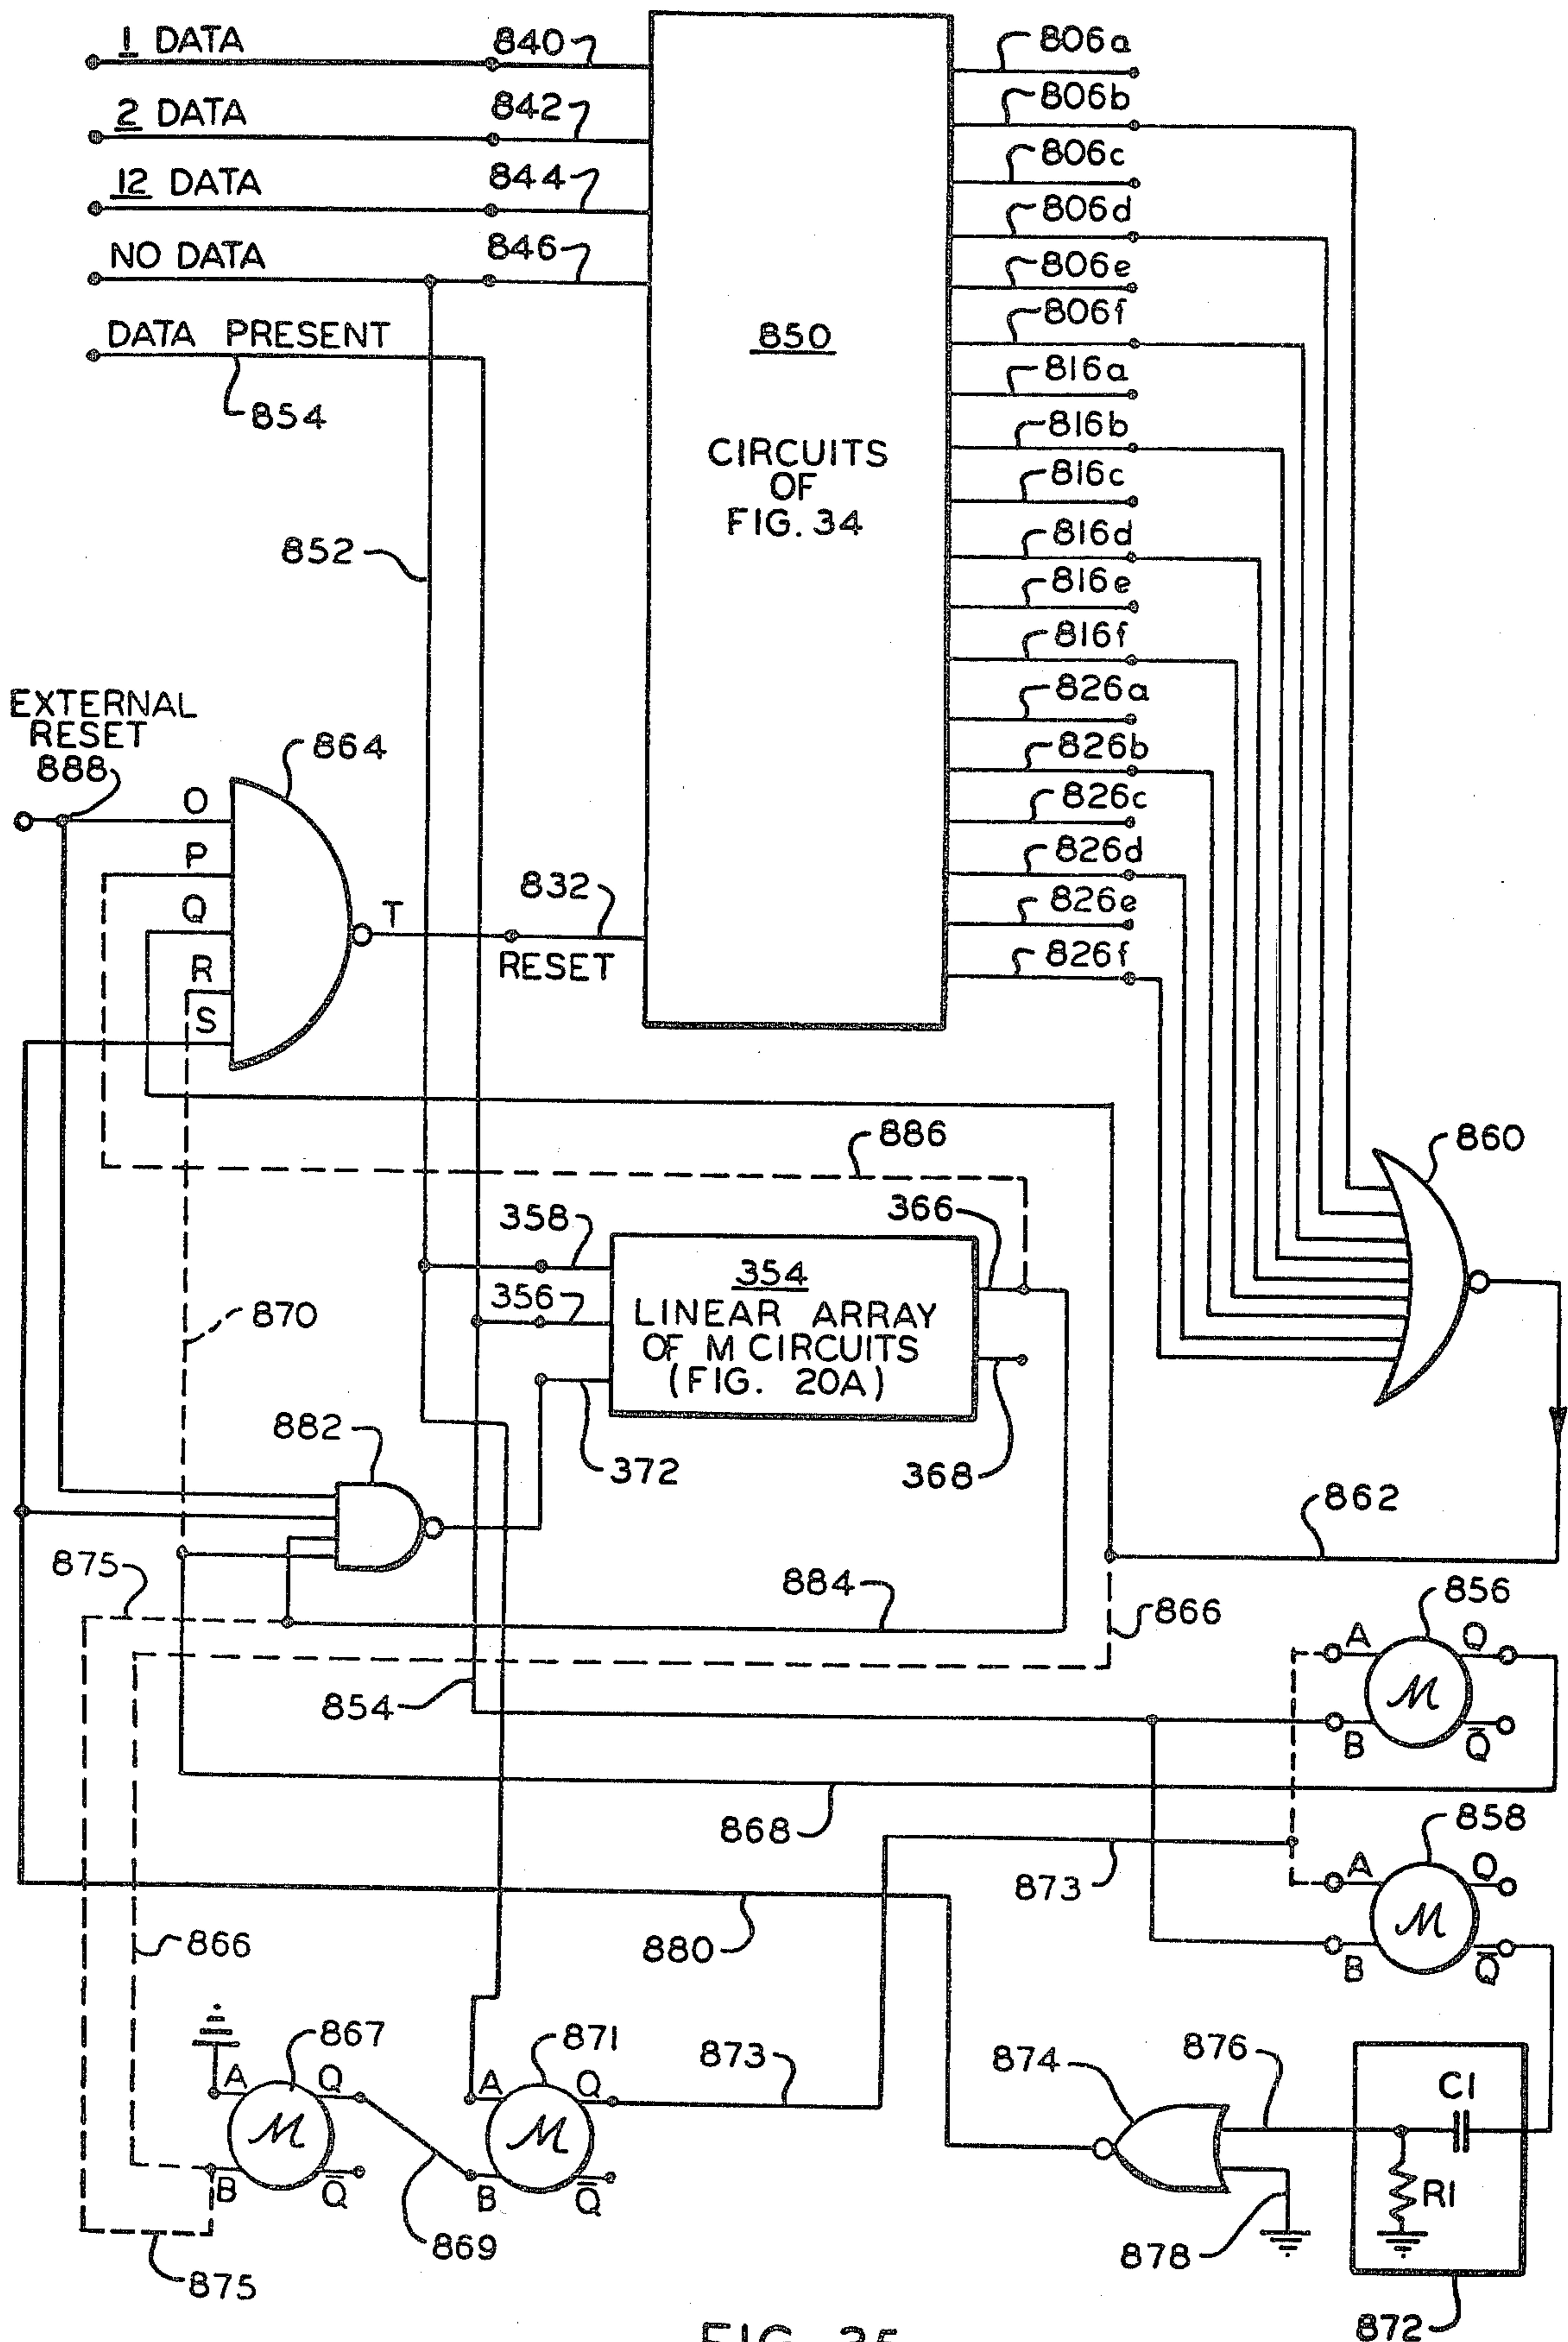 1 DATA
840
806a
2 DATA
842
806b
12 DATA
844
806c
806d
NO DATA
846
806e
DATA PRESENT
806f
850
816a
854
816b
CIRCUITS
OF
FIG. 34
816c
852
816d
816e
816f
826a
EXTERNAL
RESET
888
864
826b
O
826c
P
826d
832
Q
T
826e
R
RESET
826f
S
886
860
366
358
354
870
356
LINEAR ARRAY
OF M CIRCUITS
(FIG. 20A)
882
372
368
862
875
884
866
856
A
Q
M
854
B
Q̅
868
858
873
A
Q
M
866
880
B
Q̅
867
871
873
874
876
A
Q
A
Q
C1
M
M
B
Q̅
B
Q̅
R1
869
878
875
872
FIG. 35